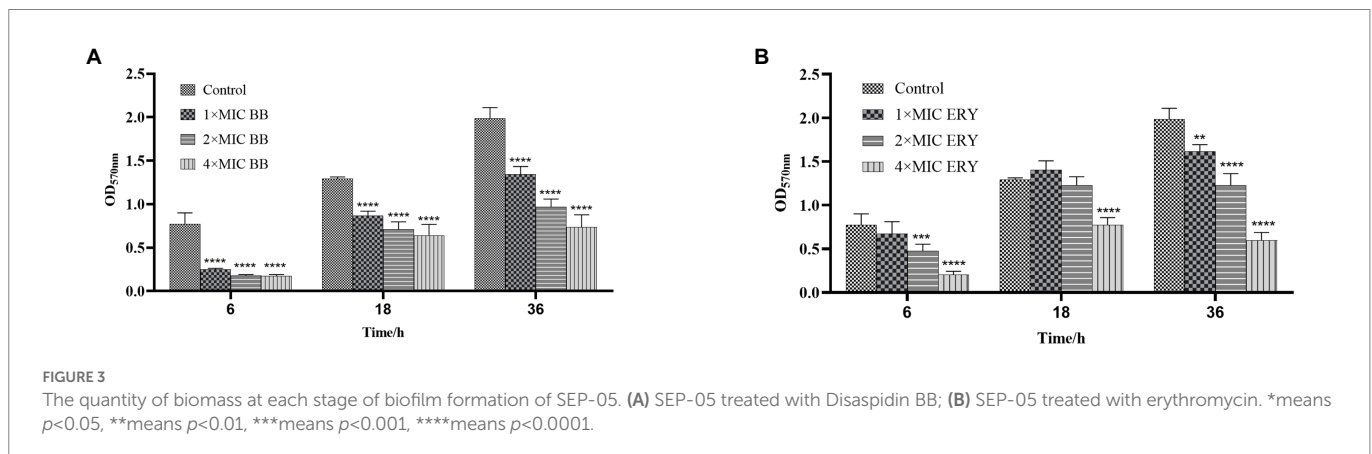 A
2.5
2.0
1.5
1.0
0.5
0.0
OD570nm
Control
1×MIC BB
2×MIC BB
4×MIC BB
**** **** ****
**** **** ****
**** **** ****
6 18 36
Time/h
B
2.5
2.0
1.5
1.0
0.5
0.0
OD570nm
Control
1×MIC ERY
2×MIC ERY
4×MIC ERY
*** ****
****
** **** ****
6 18 36
Time/h
FIGURE 3
The quantity of biomass at each stage of biofilm formation of SEP-05. (A) SEP-05 treated with Disaspidin BB; (B) SEP-05 treated with erythromycin. *means
p<0.05, **means p<0.01, ***means p<0.001, ****means p<0.0001.